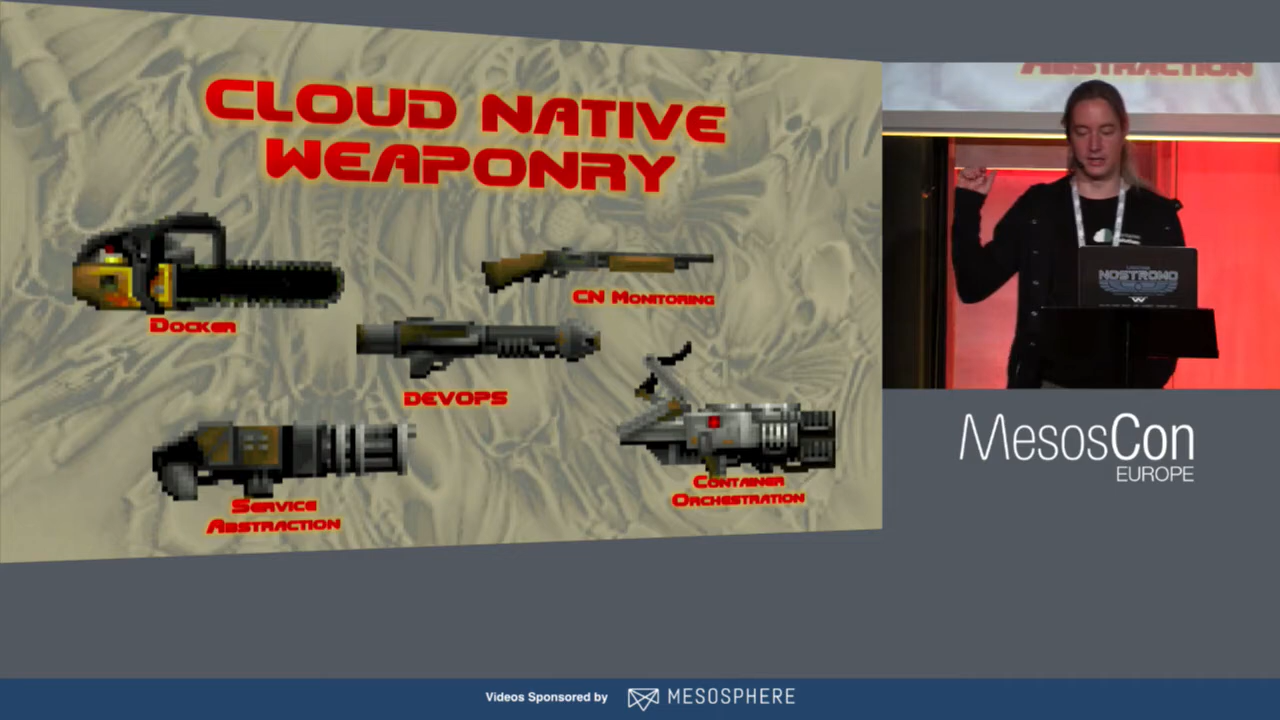 CLOUD NATIVE
WEAPONRY
DOCKER
CN MONITORING
DEVOPS
SERVICE
ABSTRACTION
CONTAINER
ORCHESTRATION
ABSTRACTION
NOSTROMO
MesosCon
EUROPE
Videos Sponsored by
MESOSPHERE